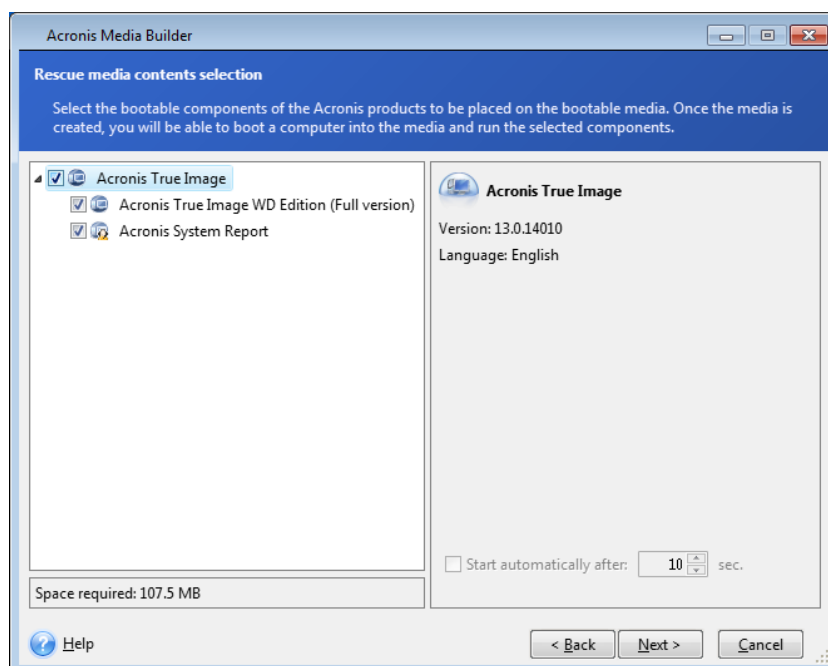 Acronis Media Builder
Rescue media contents selection
Select the bootable components of the Acronis products to be placed on the bootable media. Once the media is
created, you will be able to boot a computer into the media and run the selected components.
Acronis True Image
Acronis True Image WD Edition (Full version)
Acronis System Report
Acronis True Image
Version: 13.0.14010
Language: English
Start automatically after: 10 sec.
Space required: 107.5 MB
Help
< Back Next > Cancel